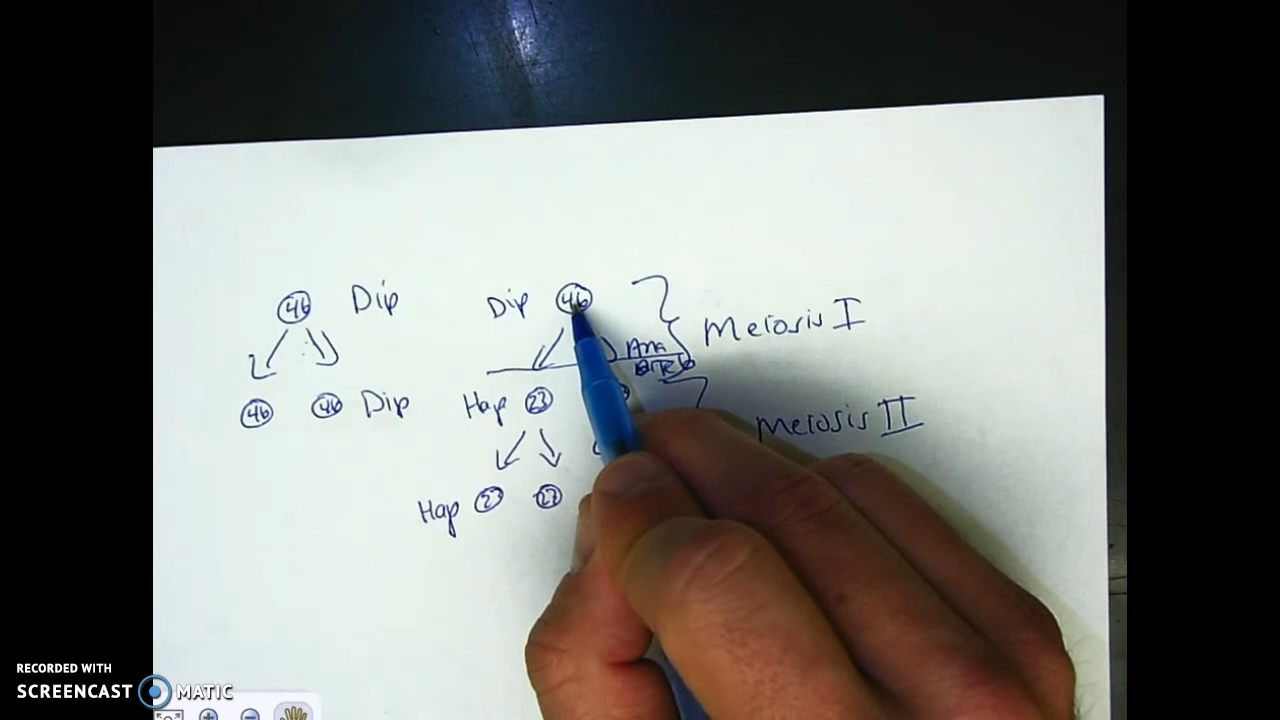 46 Dip
46 46 Dip
Dip 46
Hap 23
Hap 23 23
Meiosis I
Ana
Meiosis II
RECORDED WITH
SCREENCAST MATIC